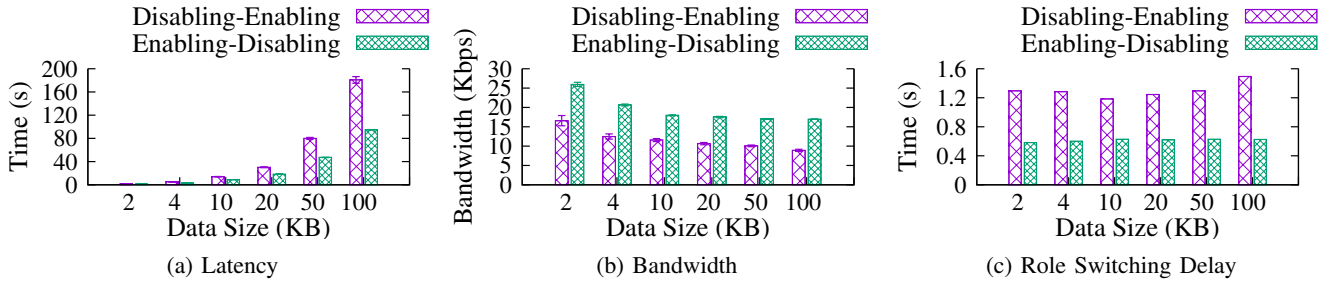 Disabling-Enabling
Enabling-Disabling
Time (s)
200
160
120
80
40
0
2 4 10 20 50 100
Data Size (KB)
(a) Latency
Disabling-Enabling
Enabling-Disabling
Bandwidth (Kbps)
30
25
20
15
10
5
0
2 4 10 20 50 100
Data Size (KB)
(b) Bandwidth
Disabling-Enabling
Enabling-Disabling
Time (s)
1.6
1.2
0.8
0.4
0
2 4 10 20 50 100
Data Size (KB)
(c) Role Switching Delay